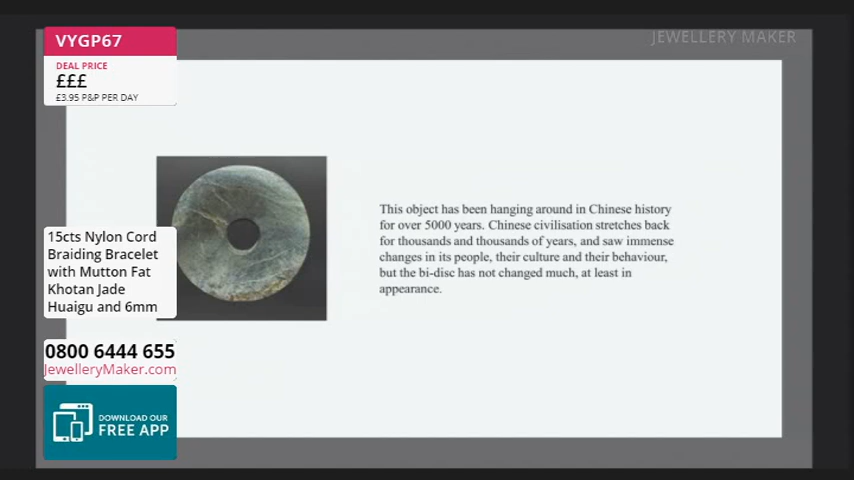 VYGP67
DEAL PRICE
£££
£3.95 P&P PER DAY
JEWELLERY MAKER
This object has been hanging around in Chinese history
for over 5000 years. Chinese civilisation stretches back
for thousands and thousands of years, and saw immense
changes in its people, their culture and their behaviour,
but the bi-disc has not changed much, at least in
appearance.
15cts Nylon Cord
Braiding Bracelet
with Mutton Fat
Khotan Jade
Huaigu and 6mm
0800 6444 655
JewelleryMaker.com
DOWNLOAD OUR
FREE APP